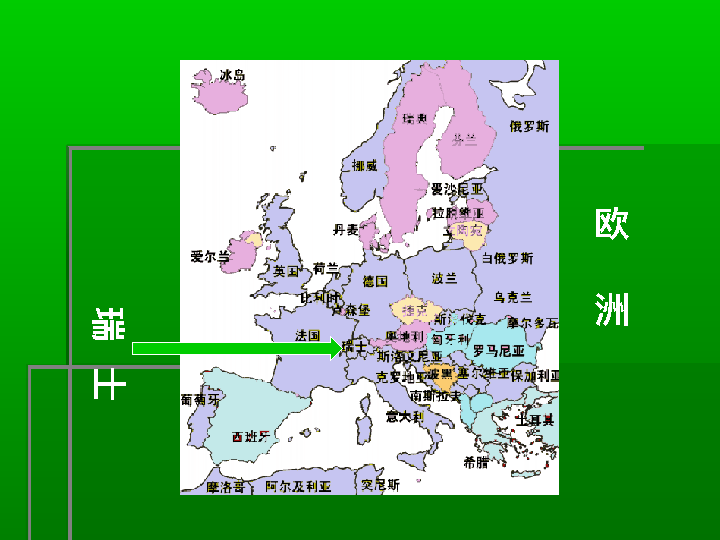 冰岛
瑞典
芬兰
俄罗斯
挪威
爱沙尼亚
拉脱维亚
立陶宛
丹麦
爱尔兰
英国
荷兰
德国
波兰
白俄罗斯
比利时
卢森堡
捷克
乌克兰
斯洛伐克
摩尔多瓦
法国
瑞士
奥地利
匈牙利
罗马尼亚
斯洛文尼亚
克罗地亚
波黑
塞尔维亚
保加利亚
南斯拉夫
葡萄牙
西班牙
意大利
土耳其
希腊
摩洛哥
阿尔及利亚
突尼斯
瑞士
欧洲